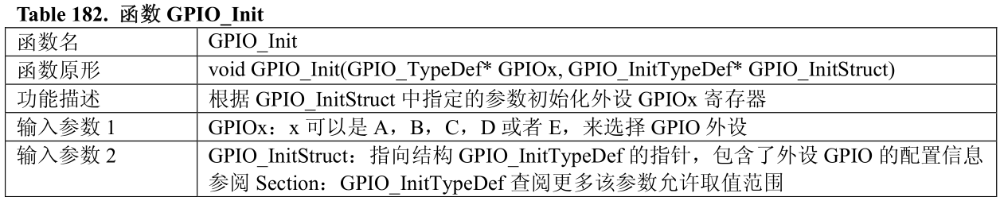 Table 182. 函数 GPIO_Init
函数名 GPIO_Init
函数原形 void GPIO_Init(GPIO_TypeDef* GPIOx, GPIO_InitTypeDef* GPIO_InitStruct)
功能描述 根据 GPIO_InitStruct 中指定的参数初始化外设 GPIOx 寄存器
输入参数 1 GPIOx：x 可以是 A，B，C，D 或者 E，来选择 GPIO 外设
输入参数 2 GPIO_InitStruct：指向结构 GPIO_InitTypeDef 的指针，包含了外设 GPIO 的配置信息
参阅 Section：GPIO_InitTypeDef 查阅更多该参数允许取值范围